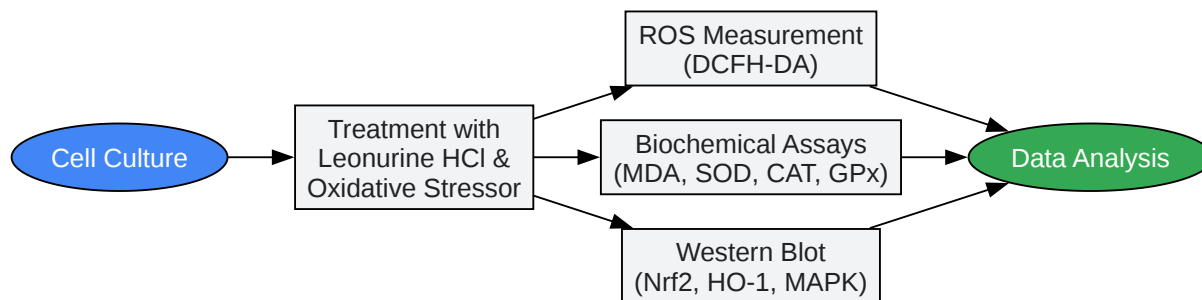 Cell Culture
Treatment with
Leonurine HCl &
Oxidative Stressor
ROS Measurement
(DCFH-DA)
Biochemical Assays
(MDA, SOD, CAT, GPx)
Western Blot
(Nrf2, HO-1, MAPK)
Data Analysis